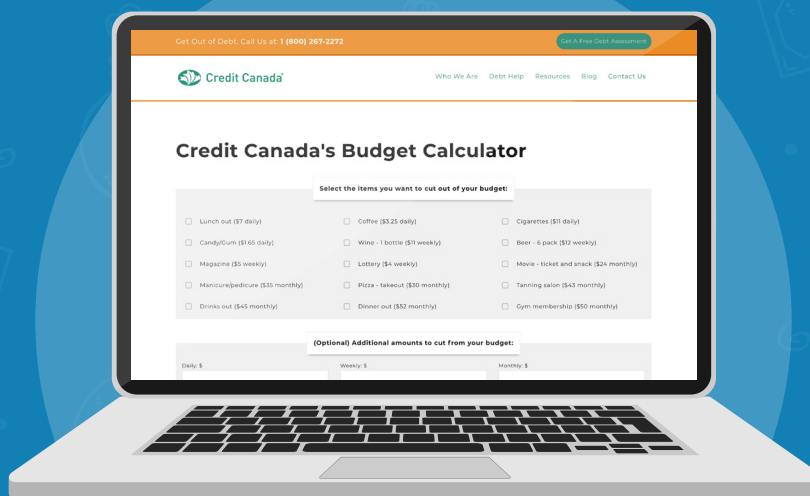 Get Out of Debt. Call Us at: 1 (800) 267-2272
Get A Free Debt Assessment
Credit Canada
Who We Are Debt Help Resources Blog Contact Us
Credit Canada's Budget Calculator
Select the items you want to cut out of your budget:
Lunch out ($7 daily) Coffee ($3.25 daily) Cigarettes ($11 daily)
Candy/Gum ($1.65 daily) Wine - 1 bottle ($11 weekly) Beer - 6 pack ($12 weekly)
Magazine ($5 weekly) Lottery ($4 weekly) Movie - ticket and snack ($24 monthly)
Manicure/pedicure ($35 monthly) Pizza - takeout ($30 monthly) Tanning salon ($43 monthly)
Drinks out ($45 monthly) Dinner out ($52 monthly) Gym membership ($50 monthly)
(Optional) Additional amounts to cut from your budget:
Daily: $ Weekly: $ Monthly: $